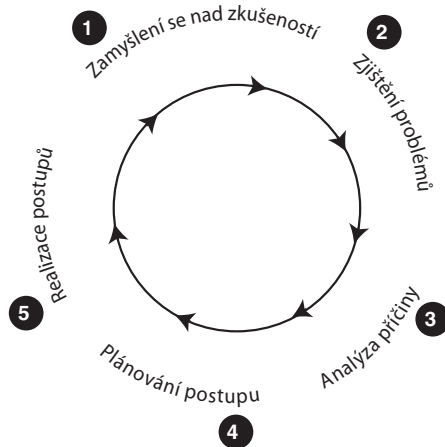 1
Zamyšlení se nad zkušeností
2
Zjištění problémů
3
Analýza příčiny
4
Plánování postupu
5
Realizace postupů